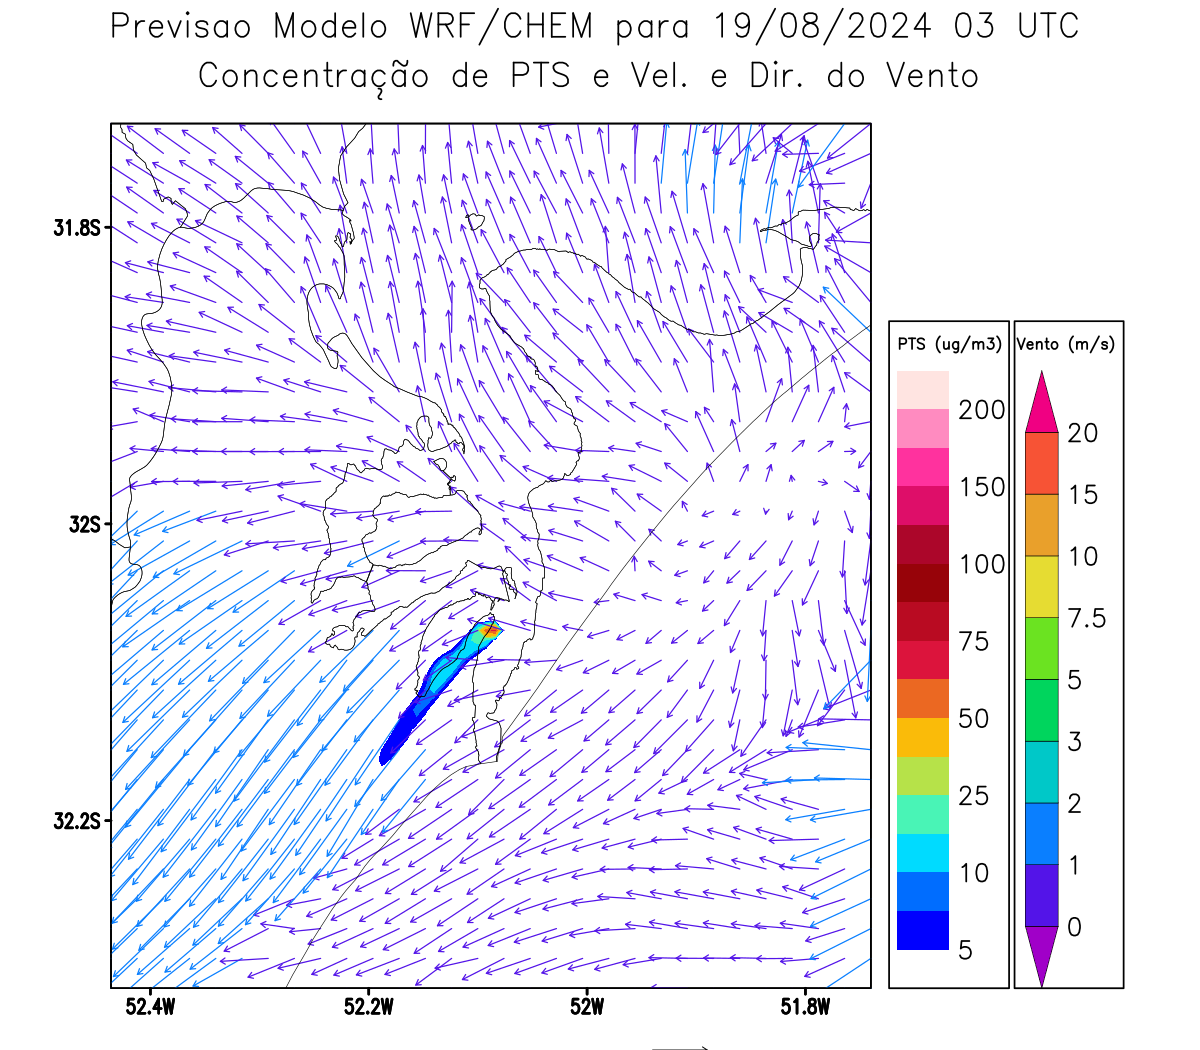 Previsao Modelo WRF/CHEM para 19/08/2024 03 UTC
Concentração de PTS e Vel. e Dir. do Vento
31.8S
32S
32.2S
52.4W
52.2W
52W
51.8W
PTS (ug/m3)
200
150
100
75
50
25
10
5
Vento (m/s)
20
15
10
7.5
5
3
2
1
0